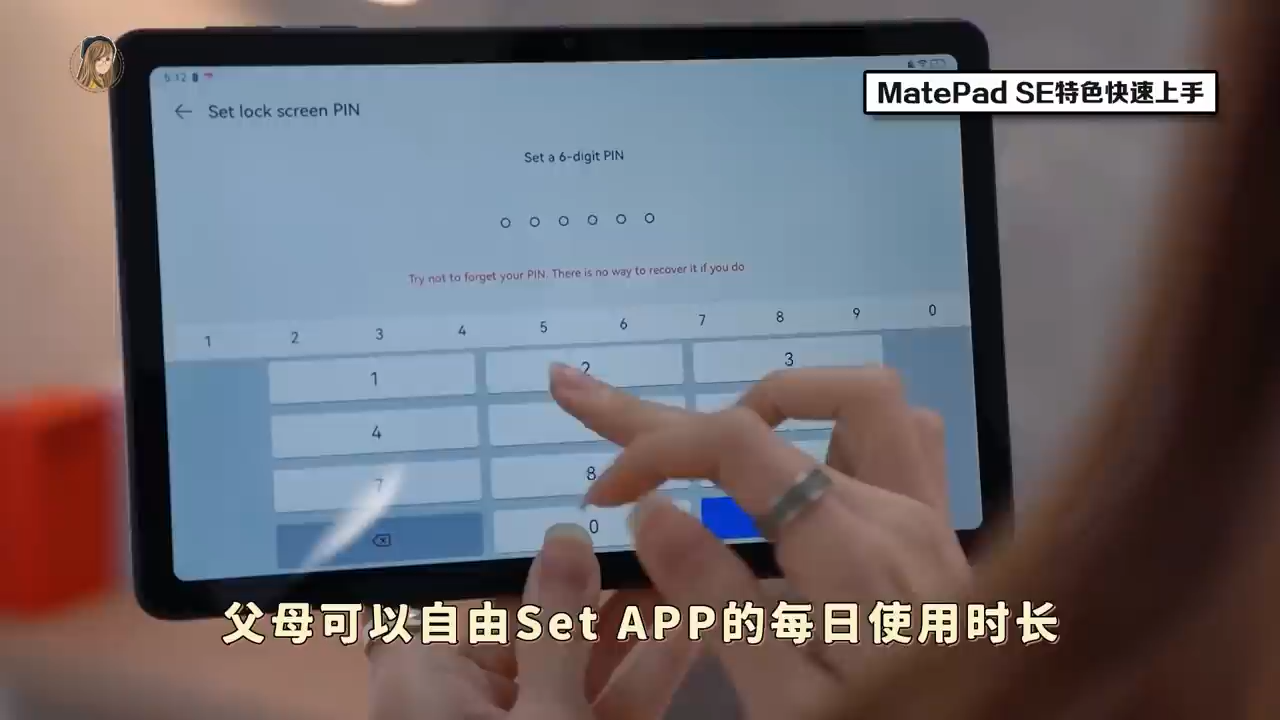 5:12
MatePad SE特色快速上手
← Set lock screen PIN
Set a 6-digit PIN
Try not to forget your PIN. There is no way to recover it if you do
1 2 3 4 5 6 7 8 9 0
1 2 3
4
7 8
0
父母可以自由Set APP的每日使用时长